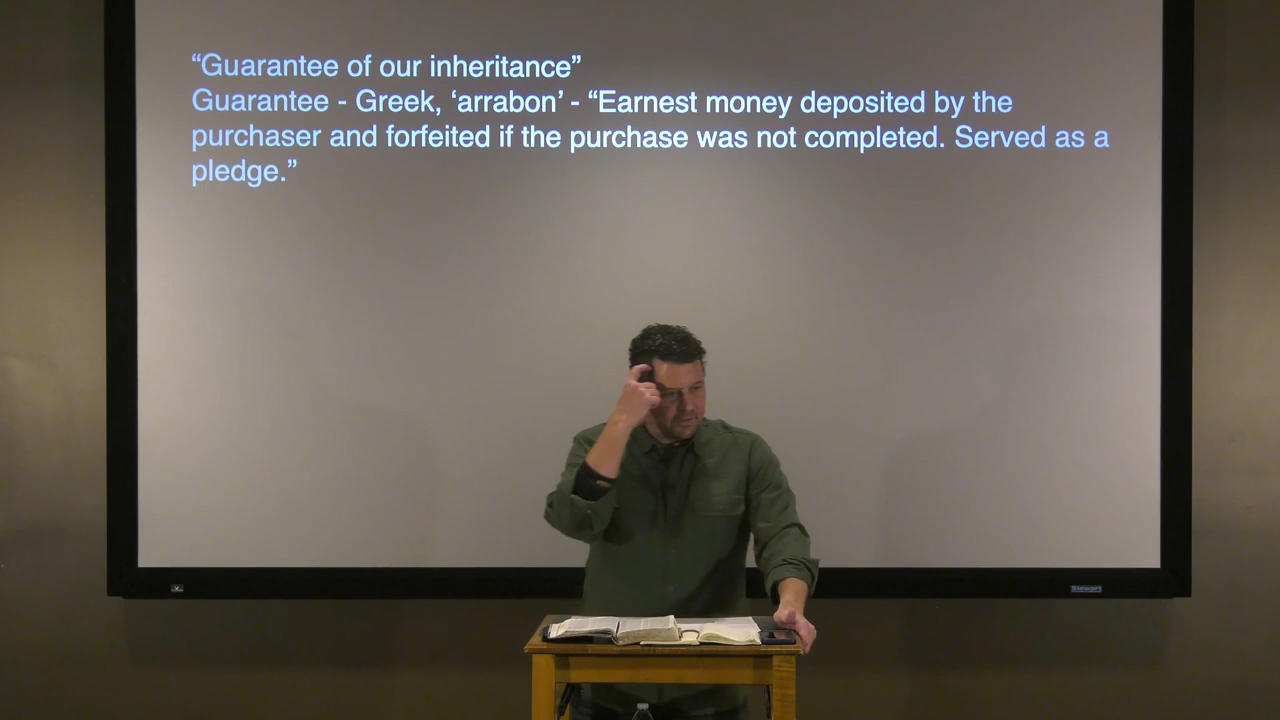 “Guarantee of our inheritance”
Guarantee - Greek, ‘arrabon’ - “Earnest money deposited by the
purchaser and forfeited if the purchase was not completed. Served as a
pledge.”
Stewart